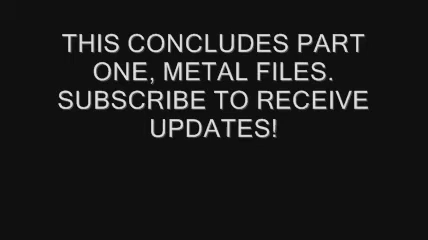 THIS CONCLUDES PART
ONE, METAL FILES.
SUBSCRIBE TO RECEIVE
UPDATES!